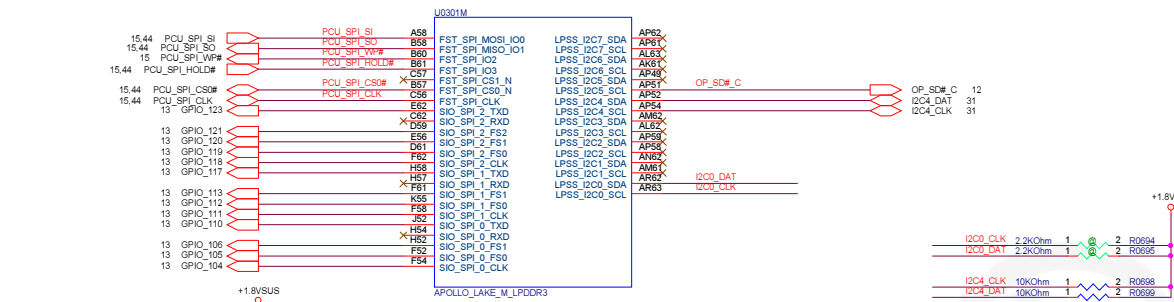 U0301M
15,44 PCU_SPI_SI PCU_SPI_SI A58 FST_SPI_MOSI_IO0 LPSS_I2C7_SDA AP62
15,44 PCU_SPI_SO PCU_SPI_SO B58 FST_SPI_MISO_IO1 LPSS_I2C7_SCL AP61
15 PCU_SPI_WP# PCU_SPI_WP# B60 FST_SPI_IO2 LPSS_I2C6_SDA AL63
15,44 PCU_SPI_HOLD# PCU_SPI_HOLD# B61 FST_SPI_IO3 LPSS_I2C6_SCL AK61
C57 FST_SPI_CS1_N LPSS_I2C5_SDA AP49
15,44 PCU_SPI_CS0# PCU_SPI_CS0# B57 FST_SPI_CS0_N LPSS_I2C5_SCL AP51 OP_SD#_C OP_SD#_C 12
15,44 PCU_SPI_CLK PCU_SPI_CLK C56 FST_SPI_CLK LPSS_I2C4_SDA AP52 I2C4_DAT 31
13 GPIO_123 E62 SIO_SPI_2_TXD LPSS_I2C4_SCL AP54 I2C4_CLK 31
C62 SIO_SPI_2_RXD LPSS_I2C3_SDA AM62
13 GPIO_121 D59 SIO_SPI_2_FS2 LPSS_I2C3_SCL AL62
13 GPIO_120 E56 SIO_SPI_2_FS1 LPSS_I2C2_SDA AP59
13 GPIO_119 D61 SIO_SPI_2_FS0 LPSS_I2C2_SCL AP58
13 GPIO_118 F62 SIO_SPI_2_CLK LPSS_I2C1_SDA AN62
13 GPIO_117 H58 SIO_SPI_1_TXD LPSS_I2C1_SCL AM61
H57 SIO_SPI_1_RXD LPSS_I2C0_SDA AR62 I2C0_DAT
13 GPIO_113 F61 SIO_SPI_1_FS1 LPSS_I2C0_SCL AR63 I2C0_CLK
13 GPIO_112 K55 SIO_SPI_1_FS0
13 GPIO_111 F58 SIO_SPI_1_CLK
13 GPIO_110 J52 SIO_SPI_0_TXD
H54 SIO_SPI_0_RXD
13 GPIO_106 H52 SIO_SPI_0_FS1
13 GPIO_105 F52 SIO_SPI_0_FS0
13 GPIO_104 F54 SIO_SPI_0_CLK
APOLLO_LAKE_M_LPDDR3
+1.8VSUS
+1.8V
I2C0_CLK 2.2KOhm 1 @ 2 R0694
I2C0_DAT 2.2KOhm 1 @ 2 R0695
I2C4_CLK 10KOhm 1 2 R0698
I2C4_DAT 10KOhm 1 2 R0699